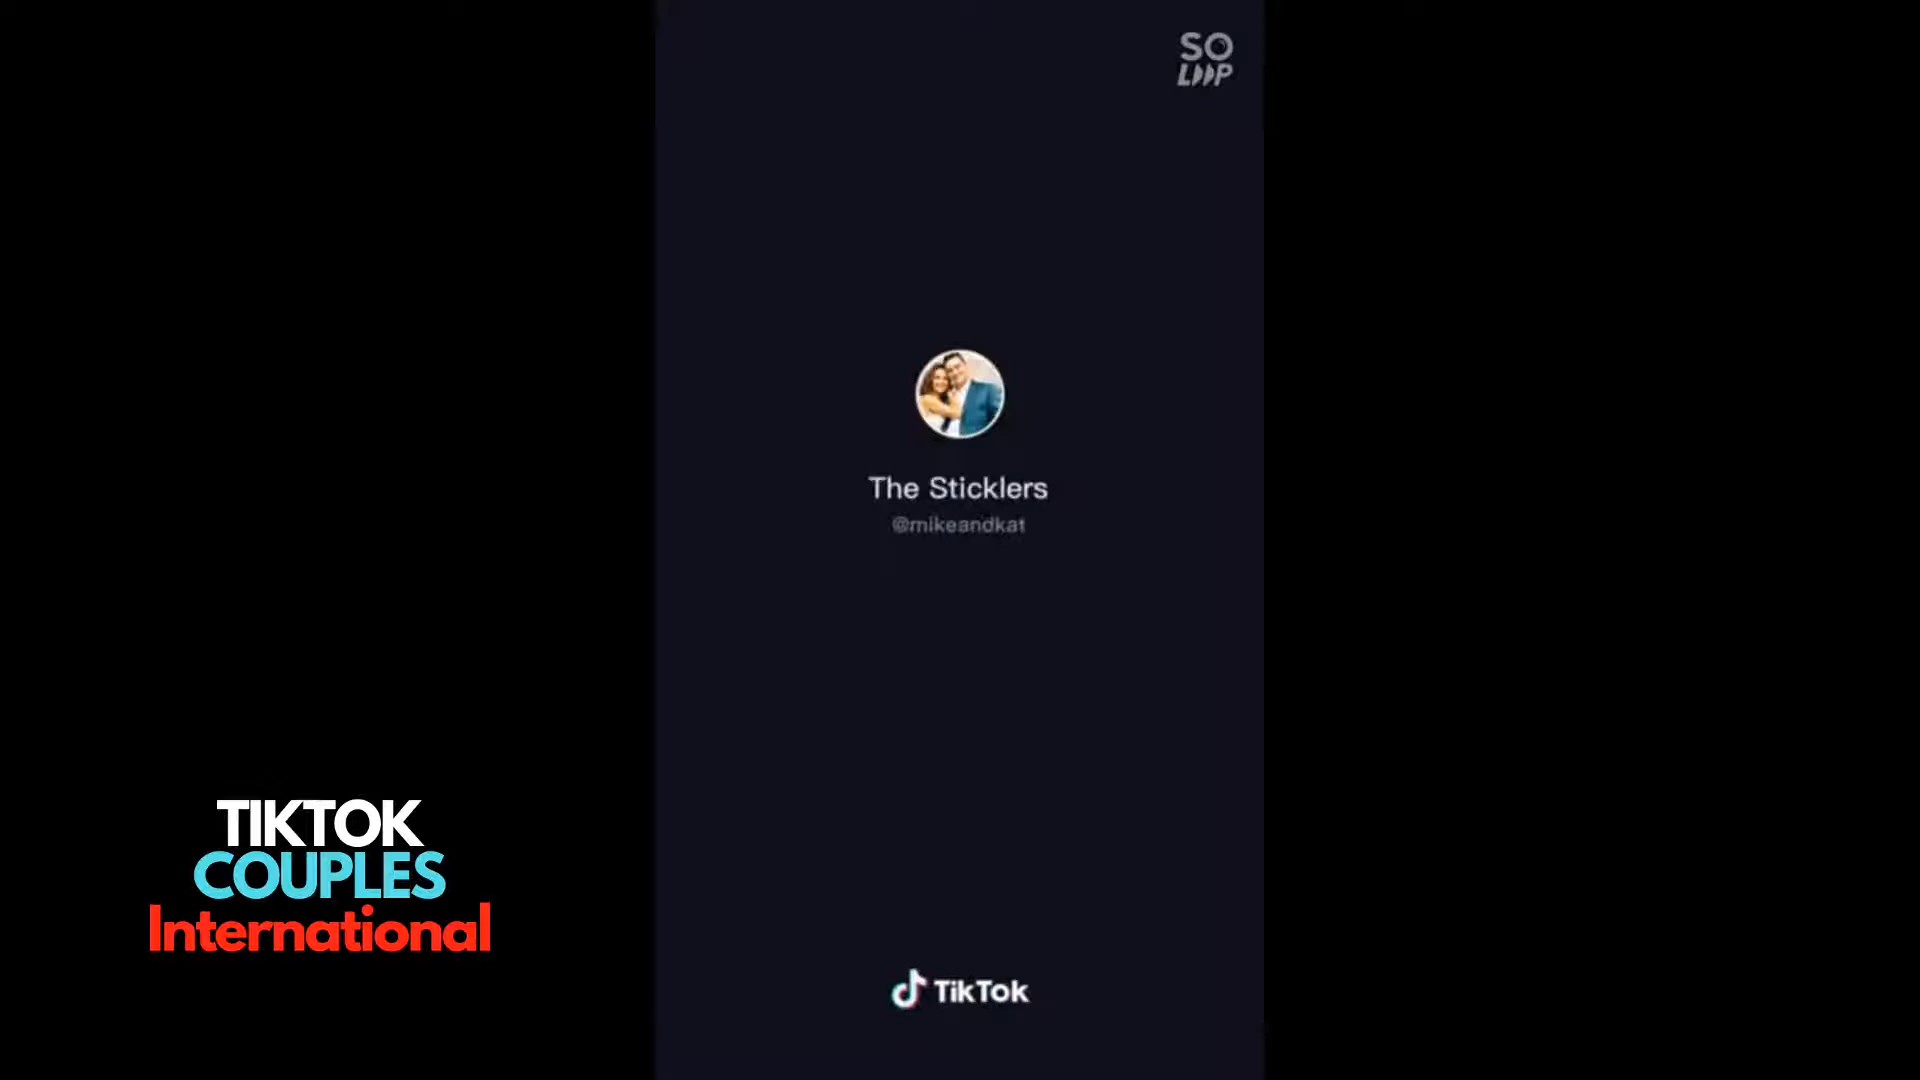 SO
LOOP
The Sticklers
@mikeandkat
TIKTOK
COUPLES
International
TikTok